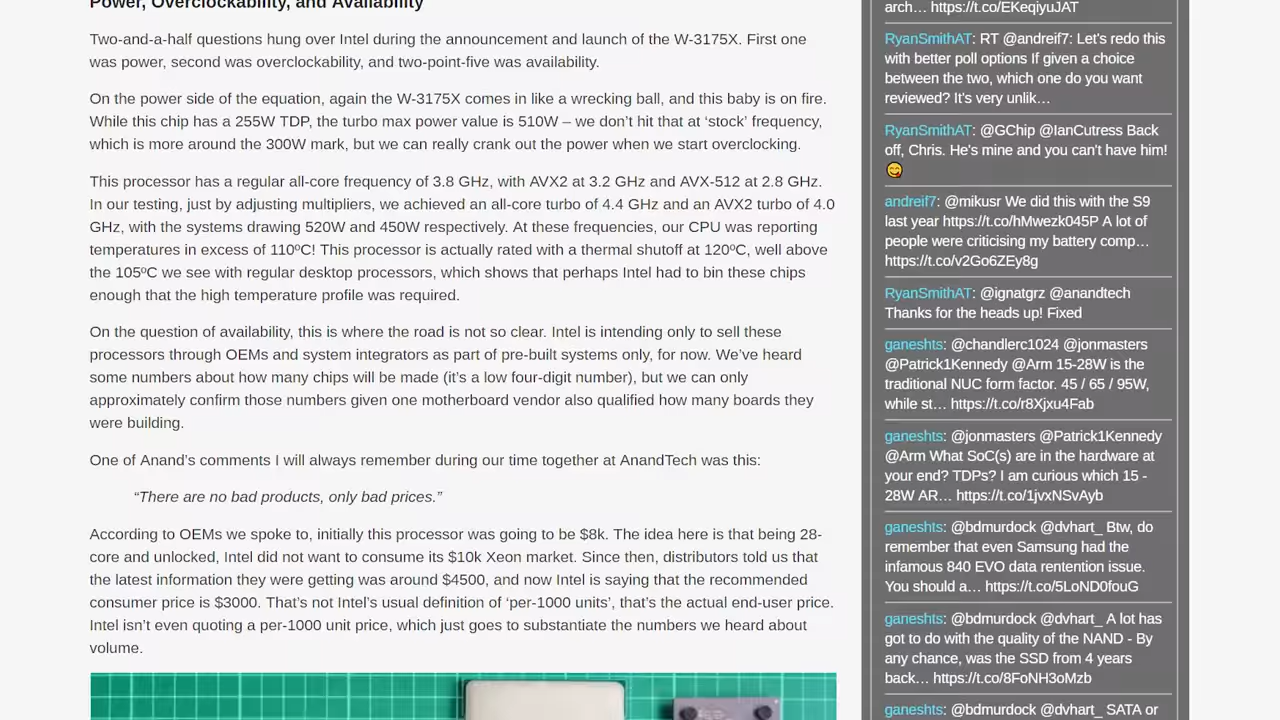 Power, Overclockability, and Availability
Two-and-a-half questions hung over Intel during the announcement and launch of the W-3175X. First one
was power, second was overclockability, and two-point-five was availability.
On the power side of the equation, again the W-3175X comes in like a wrecking ball, and this baby is on fire.
While this chip has a 255W TDP, the turbo max power value is 510W – we don’t hit that at ‘stock’ frequency,
which is more around the 300W mark, but we can really crank out the power when we start overclocking.
This processor has a regular all-core frequency of 3.8 GHz, with AVX2 at 3.2 GHz and AVX-512 at 2.8 GHz.
In our testing, just by adjusting multipliers, we achieved an all-core turbo of 4.4 GHz and an AVX2 turbo of 4.0
GHz, with the systems drawing 520W and 450W respectively. At these frequencies, our CPU was reporting
temperatures in excess of 110ºC! This processor is actually rated with a thermal shutoff at 120ºC, well above
the 105ºC we see with regular desktop processors, which shows that perhaps Intel had to bin these chips
enough that the high temperature profile was required.
On the question of availability, this is where the road is not so clear. Intel is intending only to sell these
processors through OEMs and system integrators as part of pre-built systems only, for now. We’ve heard
some numbers about how many chips will be made (it’s a low four-digit number), but we can only
approximately confirm those numbers given one motherboard vendor also qualified how many boards they
were building.
One of Anand’s comments I will always remember during our time together at AnandTech was this:
“There are no bad products, only bad prices.”
According to OEMs we spoke to, initially this processor was going to be $8k. The idea here is that being 28-
core and unlocked, Intel did not want to consume its $10k Xeon market. Since then, distributors told us that
the latest information they were getting was around $4500, and now Intel is saying that the recommended
consumer price is $3000. That’s not Intel’s usual definition of ‘per-1000 units’, that’s the actual end-user price.
Intel isn’t even quoting a per-1000 unit price, which just goes to substantiate the numbers we heard about
volume.
arch… https://t.co/EKeqiyuJAT
RyanSmithAT: RT @andreif7: Let's redo this
with better poll options If given a choice
between the two, which one do you want
reviewed? It's very unlik…
RyanSmithAT: @GChip @IanCutress Back
off, Chris. He's mine and you can't have him!
😋
andreif7: @mikusr We did this with the S9
last year https://t.co/hMwezk045P A lot of
people were criticising my battery comp…
https://t.co/v2Go6ZEy8g
RyanSmithAT: @ignatgrz @anandtech
Thanks for the heads up! Fixed
ganeshts: @chandlerc1024 @jonmasters
@Patrick1Kennedy @Arm 15-28W is the
traditional NUC form factor. 45 / 65 / 95W,
while st… https://t.co/r8Xjxu4Fab
ganeshts: @jonmasters @Patrick1Kennedy
@Arm What SoC(s) are in the hardware at
your end? TDPs? I am curious which 15 -
28W AR… https://t.co/1jvxNSvAyb
ganeshts: @bdmurdock @dvhart_ Btw, do
remember that even Samsung had the
infamous 840 EVO data rentention issue.
You should a… https://t.co/5LoND0fouG
ganeshts: @bdmurdock @dvhart_ A lot has
got to do with the quality of the NAND - By
any chance, was the SSD from 4 years
back… https://t.co/8FoNH3oMzb
ganeshts: @bdmurdock @dvhart_ SATA or